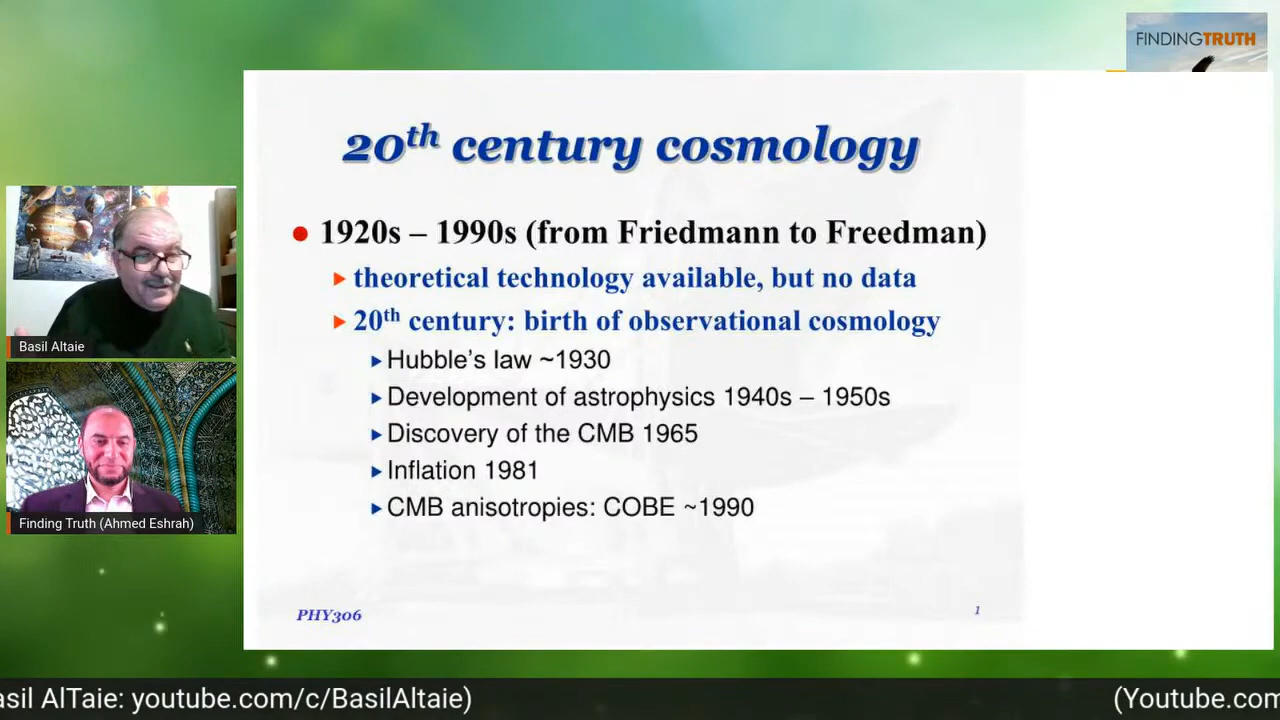 FINDINGTRUTH
20th century cosmology
1920s – 1990s (from Friedmann to Freedman)
theoretical technology available, but no data
20th century: birth of observational cosmology
Hubble's law ~1930
Development of astrophysics 1940s – 1950s
Discovery of the CMB 1965
Inflation 1981
CMB anisotropies: COBE ~1990
PHY306
1
Basil Altaie
Finding Truth (Ahmed Eshrah)
asil AlTaie: youtube.com/c/BasilAltaie)
(Youtube.com